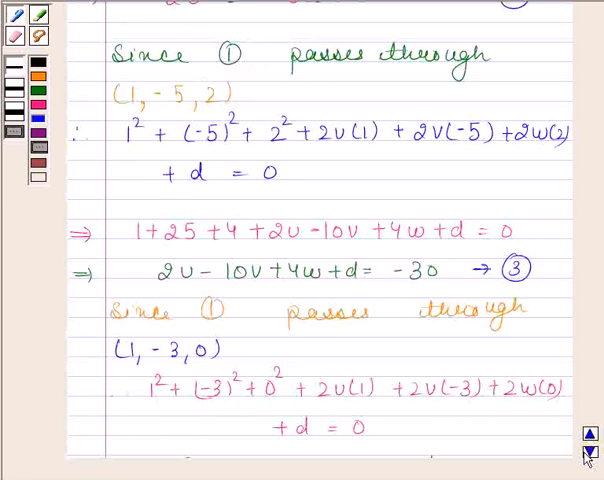 Since ① passes through
(1, -5, 2)
∴ 1² + (-5)² + 2² + 2u(1) + 2v(-5) + 2w(2)
+ d = 0
⇒ 1 + 25 + 4 + 2u - 10v + 4w + d = 0
⇒ 2u - 10v + 4w + d = -30 → ③
Since ① passes through
(1, -3, 0)
1² + (-3)² + 0² + 2u(1) + 2v(-3) + 2w(0)
+ d = 0